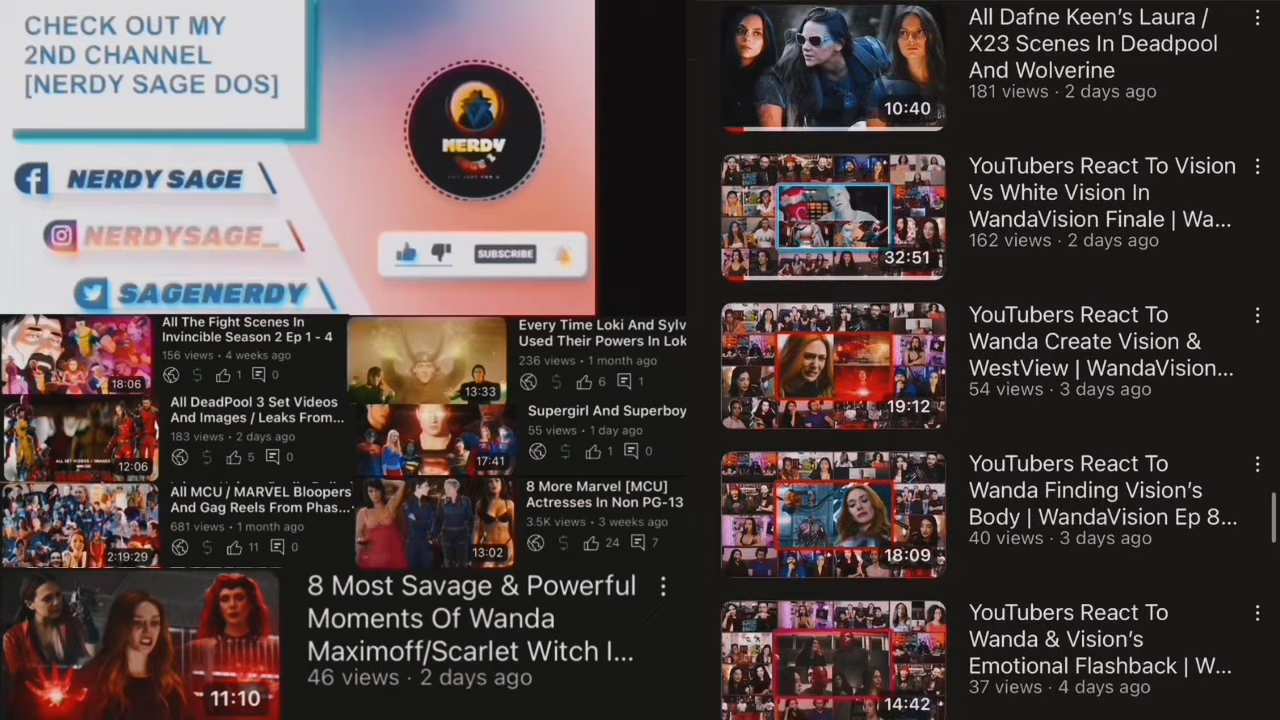 CHECK OUT MY
2ND CHANNEL
[NERDY SAGE DOS]
NERDY SAGE
NERDYSAGE_
SAGENERDY
NERDY
SUBSCRIBE
All The Fight Scenes In
Invincible Season 2 Ep 1 - 4
156 views • 4 weeks ago
1
0
18:06
Every Time Loki And Sylv
Used Their Powers In Lok
236 views • 1 month ago
6
1
13:33
All DeadPool 3 Set Videos
And Images / Leaks From...
183 views • 2 days ago
5
0
12:06
Supergirl And Superboy
55 views • 1 day ago
1
0
17:41
All MCU / MARVEL Bloopers
And Gag Reels From Phas...
681 views • 1 month ago
11
0
2:19:29
8 More Marvel [MCU]
Actresses In Non PG-13
3.5K views • 3 weeks ago
24
7
13:02
8 Most Savage & Powerful
Moments Of Wanda
Maximoff/Scarlet Witch I...
46 views · 2 days ago
11:10
All Dafne Keen's Laura /
X23 Scenes In Deadpool
And Wolverine
181 views · 2 days ago
10:40
YouTubers React To Vision
Vs White Vision In
WandaVision Finale | Wa...
162 views · 2 days ago
32:51
YouTubers React To
Wanda Create Vision &
WestView | WandaVision...
54 views · 3 days ago
19:12
YouTubers React To
Wanda Finding Vision's
Body | WandaVision Ep 8...
40 views · 3 days ago
18:09
YouTubers React To
Wanda & Vision's
Emotional Flashback | W...
37 views · 4 days ago
14:42